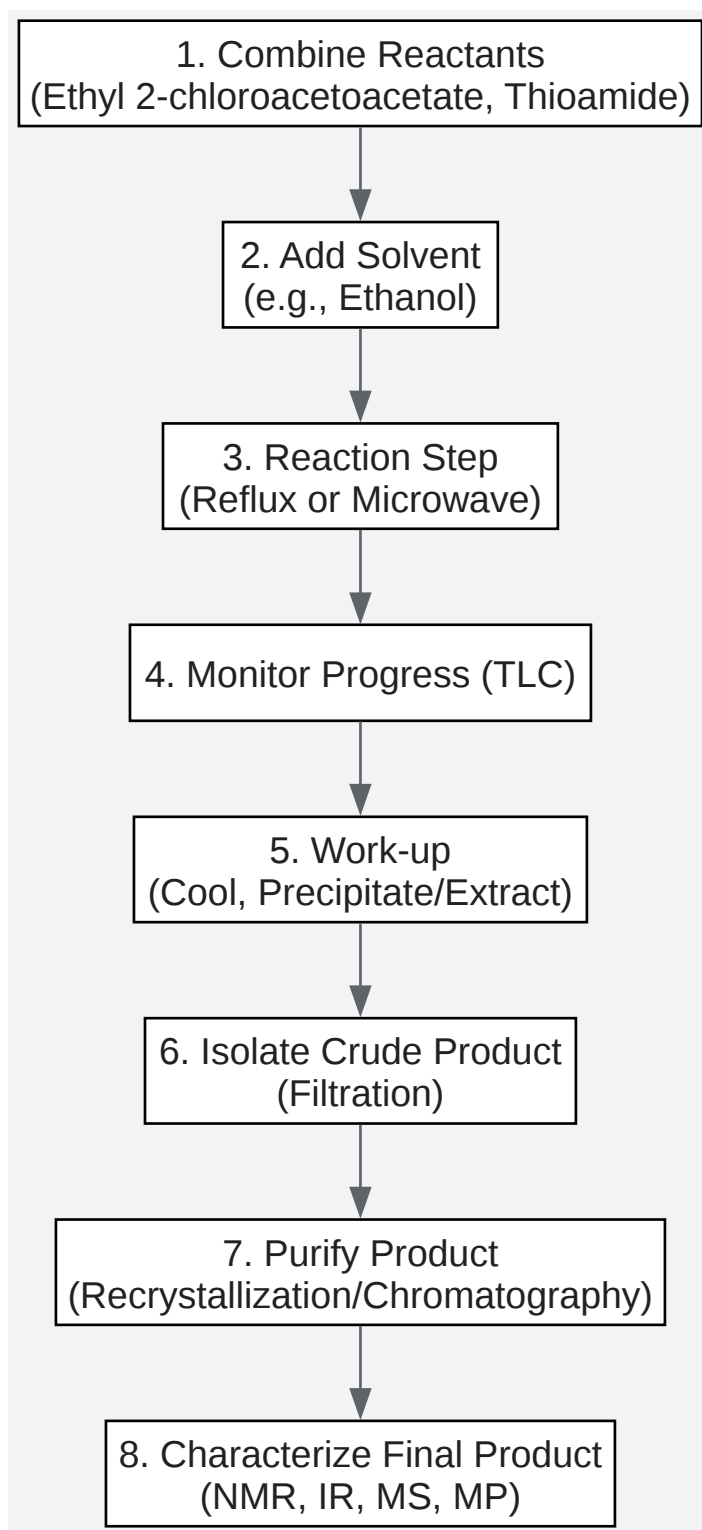 1. Combine Reactants
(Ethyl 2-chloroacetoacetate, Thioamide)
2. Add Solvent
(e.g., Ethanol)
3. Reaction Step
(Reflux or Microwave)
4. Monitor Progress (TLC)
5. Work-up
(Cool, Precipitate/Extract)
6. Isolate Crude Product
(Filtration)
7. Purify Product
(Recrystallization/Chromatography)
8. Characterize Final Product
(NMR, IR, MS, MP)